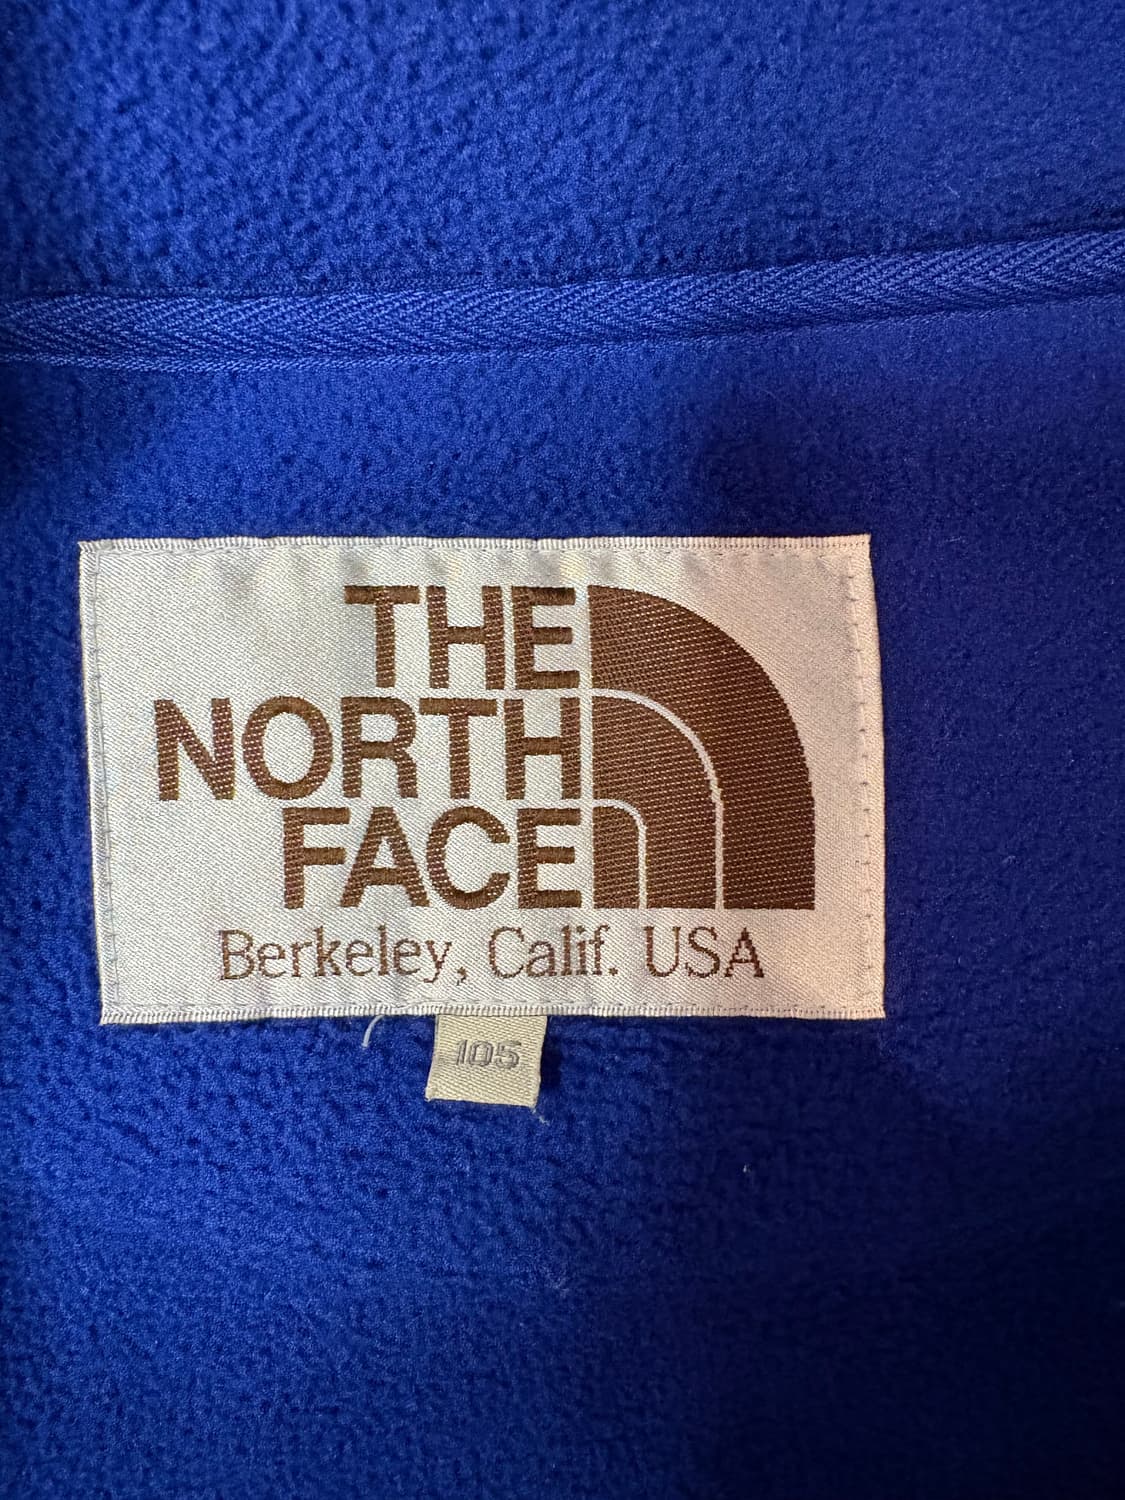 THE
NORTH
FACE
Berkeley, Calif. USA
105